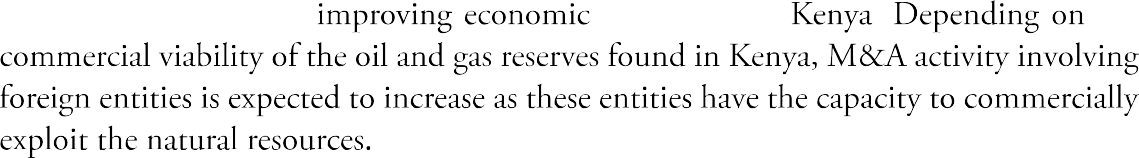 improving economic Kenya Depending on
commercial viability of the oil and gas reserves found in Kenya, M&A activity involving
foreign entities is expected to increase as these entities have the capacity to commercially
exploit the natural resources.